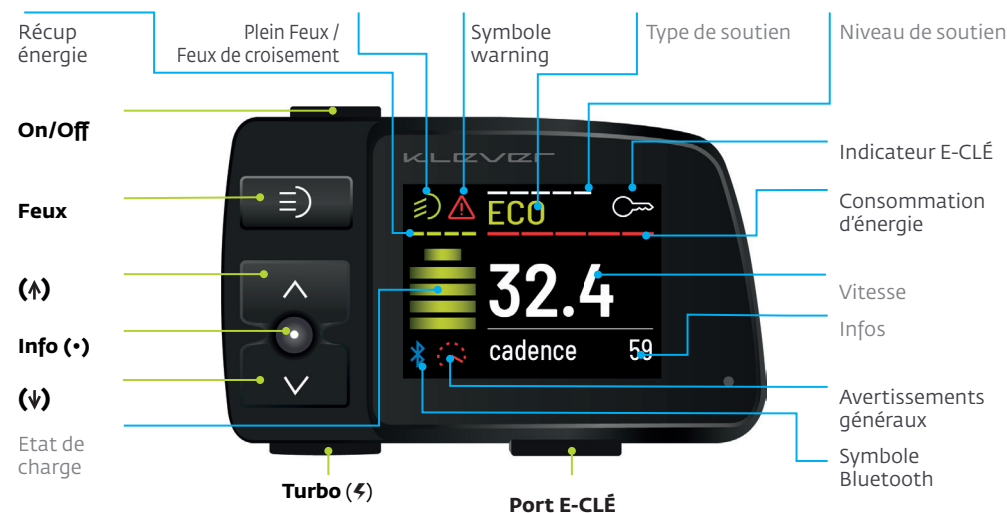 Récup
énergie
Plein Feux /
Feux de croisement
Symbole
warning
Type de soutien
Niveau de soutien
On/Off
Feux
(↑)
Info (•)
(↓)
Etat de
charge
KLEVER
ECO
32.4
cadence 59
Indicateur E-CLÉ
Consommation
d'énergie
Vitesse
Infos
Avertissements
généraux
Symbole
Bluetooth
Turbo (⚡)
Port E-CLÉ